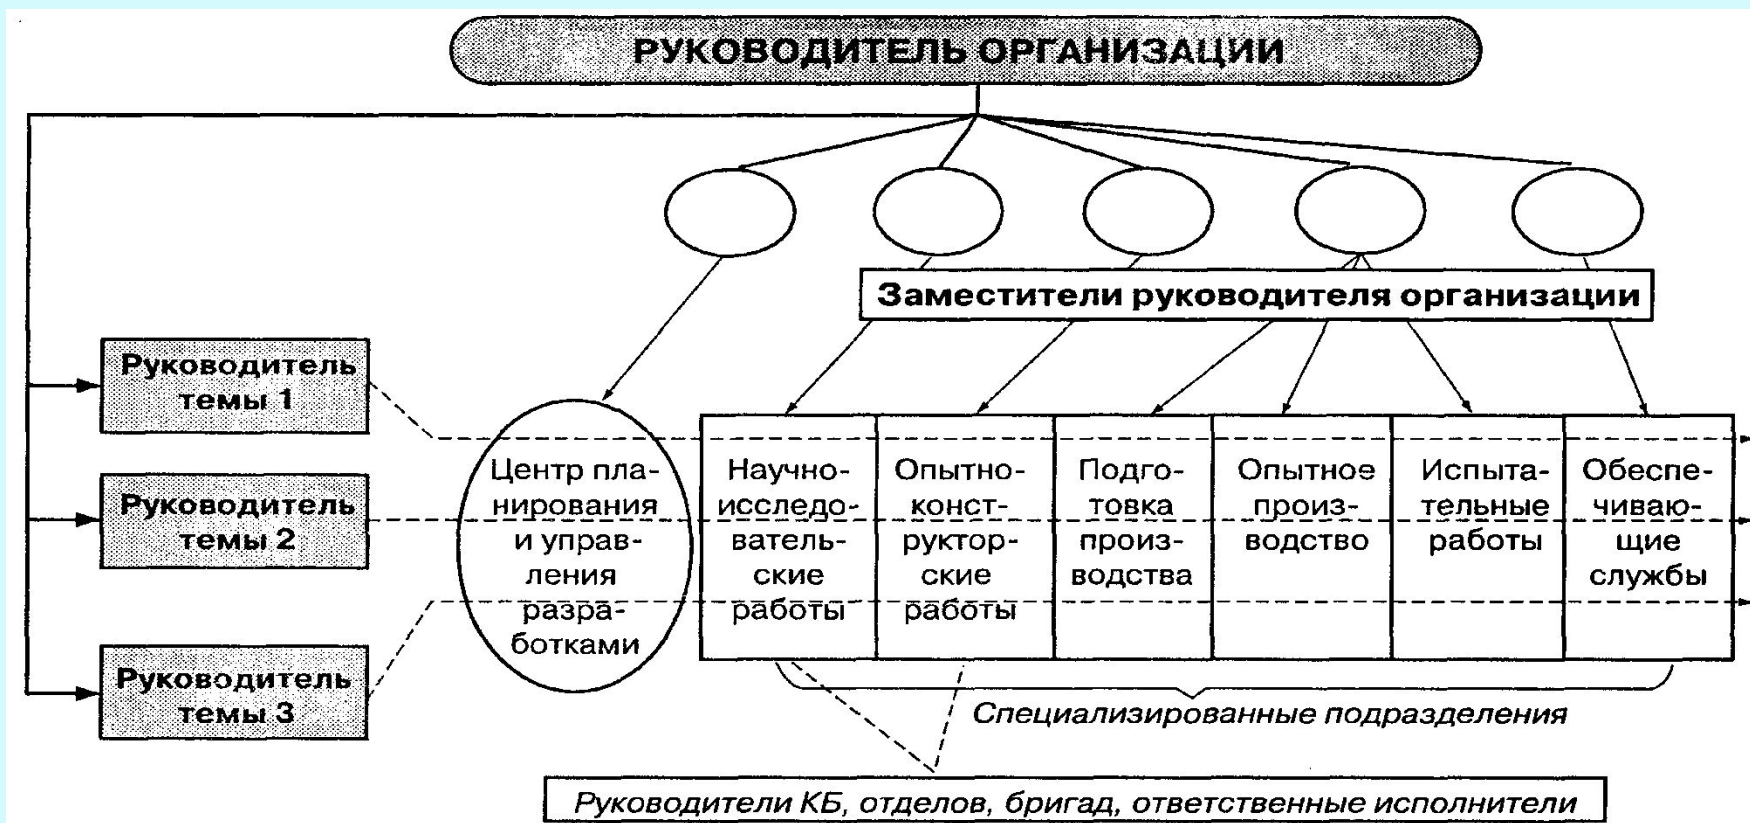 РУКОВОДИТЕЛЬ ОРГАНИЗАЦИИ
Заместители руководителя организации
Руководитель
темы 1
Руководитель
темы 2
Руководитель
темы 3
Центр пла-
нирования
и управ-
ления
разра-
ботками
Научно-
исследо-
ватель-
ские
работы
Опытно-
конст-
рукторс-
ские
работы
Подго-
товка
произ-
водства
Опытное
произ-
водство
Испыта-
тельные
работы
Обеспе-
чиваю-
щие
службы
Специализированные подразделения
Руководители КБ, отделов, бригад, ответственные исполнители